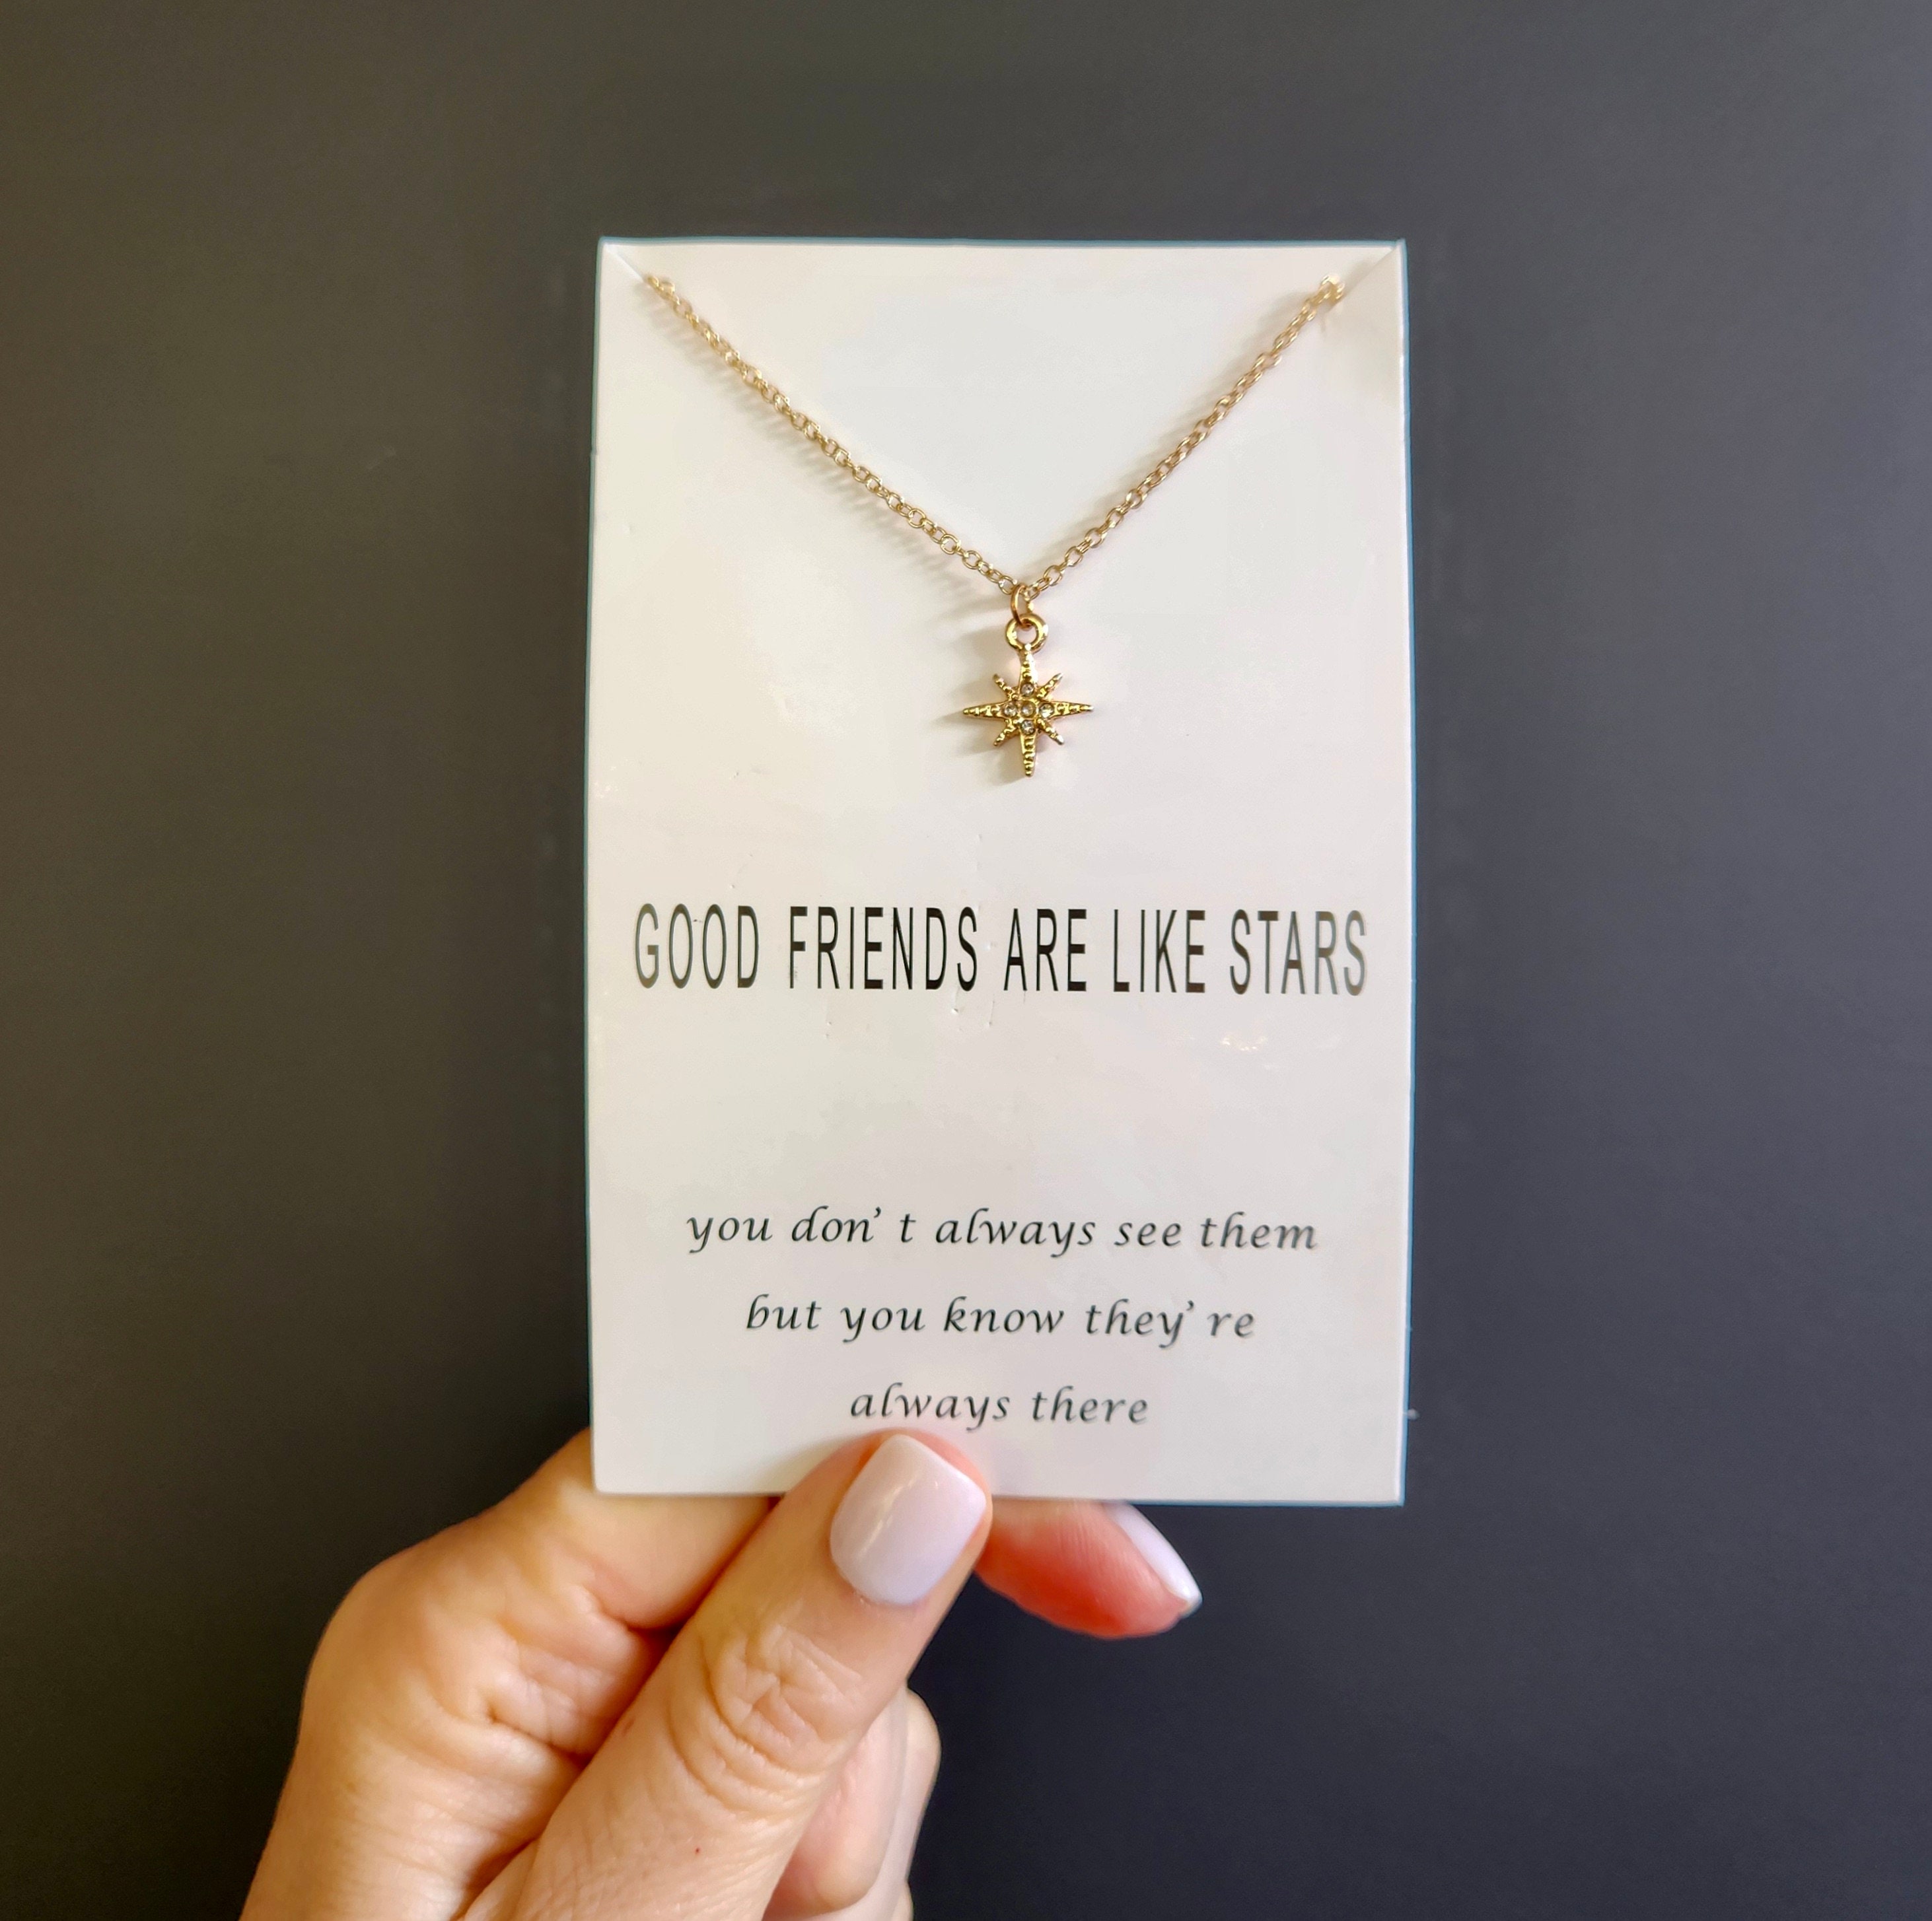 GOOD FRIENDS ARE LIKE STARS
you don't always see them
but you know they're
always there